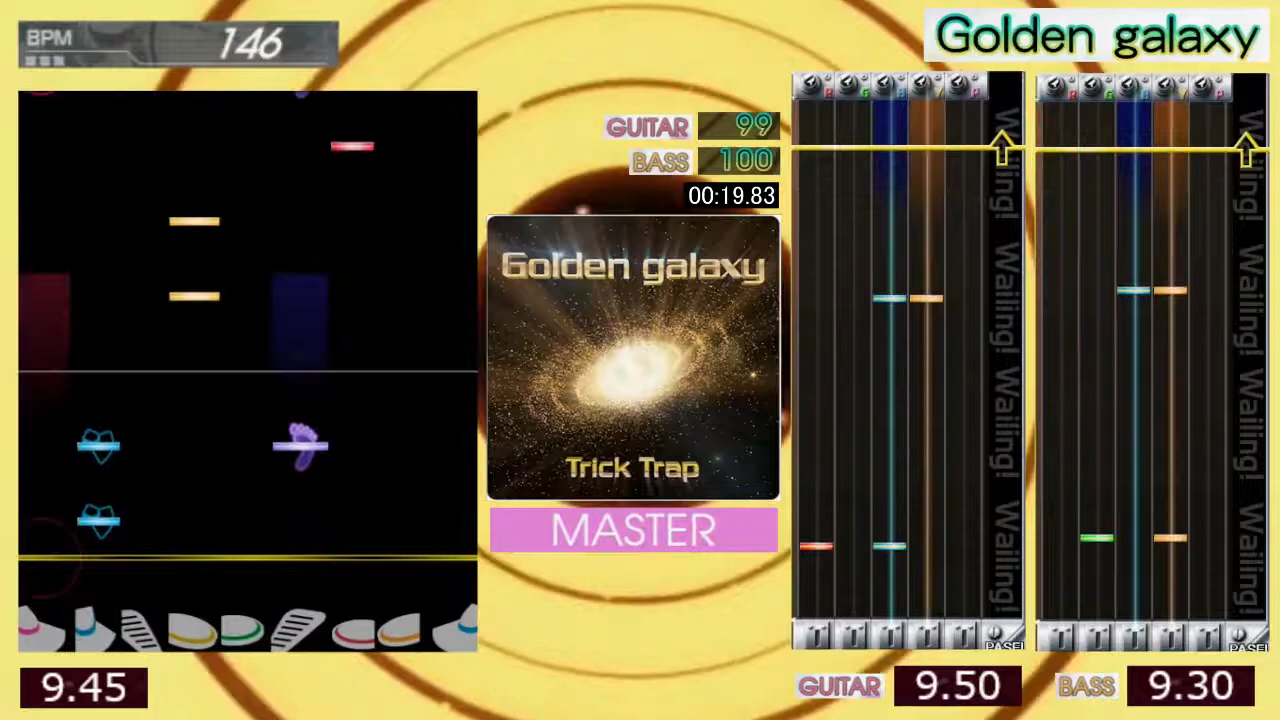 BPM 146
Golden galaxy
GUITAR 99
BASS 100
00:19.83
Golden galaxy
Trick Trap
MASTER
R G B Y P
R G B Y P
Wailing! Wailing! Wailing! Wailing!
Wailing! Wailing! Wailing! Wailing!
9.45
GUITAR 9.50
BASS 9.30